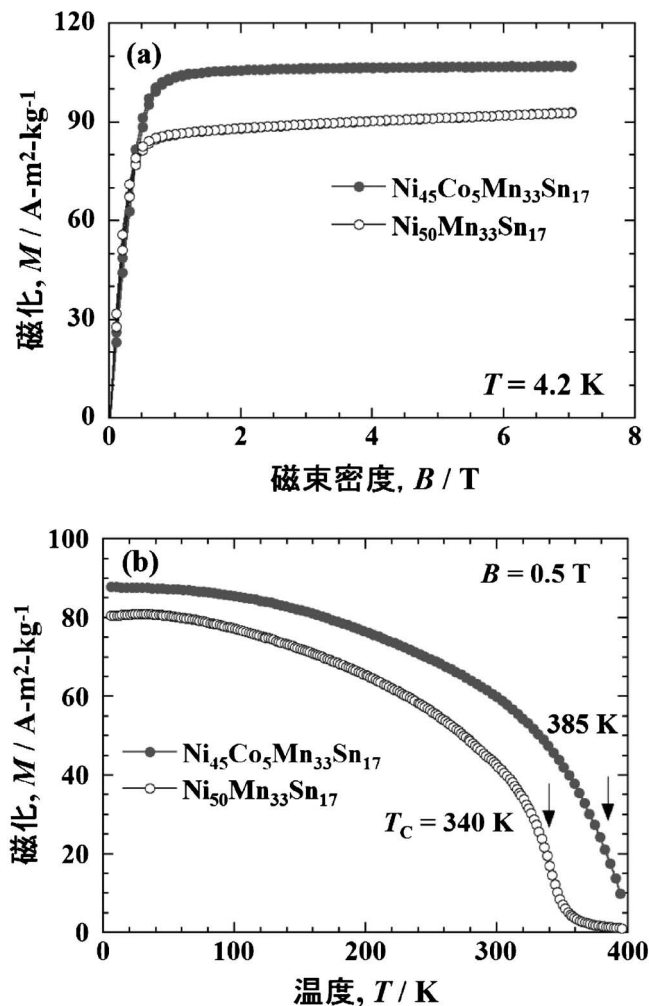 120
(a)
90
60
30
0
磁化, M / A-m²-kg⁻¹
Ni₄₅Co₅Mn₃₃Sn₁₇
Ni₅₀Mn₃₃Sn₁₇
T = 4.2 K
0 2 4 6 8
磁束密度, B / T
100
(b)
B = 0.5 T
80
60
40
20
0
磁化, M / A-m²-kg⁻¹
385 K
Ni₄₅Co₅Mn₃₃Sn₁₇
Ni₅₀Mn₃₃Sn₁₇
T_C = 340 K
0 100 200 300 400
温度, T / K